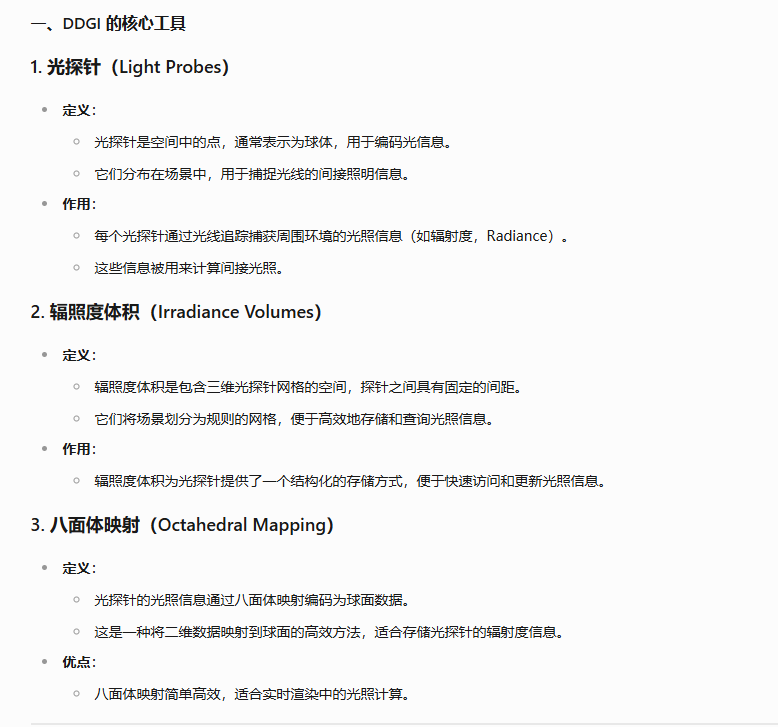 一、DDGI 的核心工具
1. 光探针（Light Probes）
定义：
光探针是空间中的点，通常表示为球体，用于编码光信息。
它们分布在场景中，用于捕捉光线的间接照明信息。
作用：
每个光探针通过光线追踪捕获周围环境的光照信息（如辐射度，Radiance）。
这些信息被用来计算间接光照。
2. 辐照度体积（Irradiance Volumes）
定义：
辐照度体积是包含三维光探针网格的空间，探针之间具有固定的间距。
它们将场景划分为规则的网格，便于高效地存储和查询光照信息。
作用：
辐照度体积为光探针提供了一个结构化的存储方式，便于快速访问和更新光照信息。
3. 八面体映射（Octahedral Mapping）
定义：
光探针的光照信息通过八面体映射编码为球面数据。
这是一种将二维数据映射到球面的高效方法，适合存储光探针的辐射度信息。
优点：
八面体映射简单高效，适合实时渲染中的光照计算。